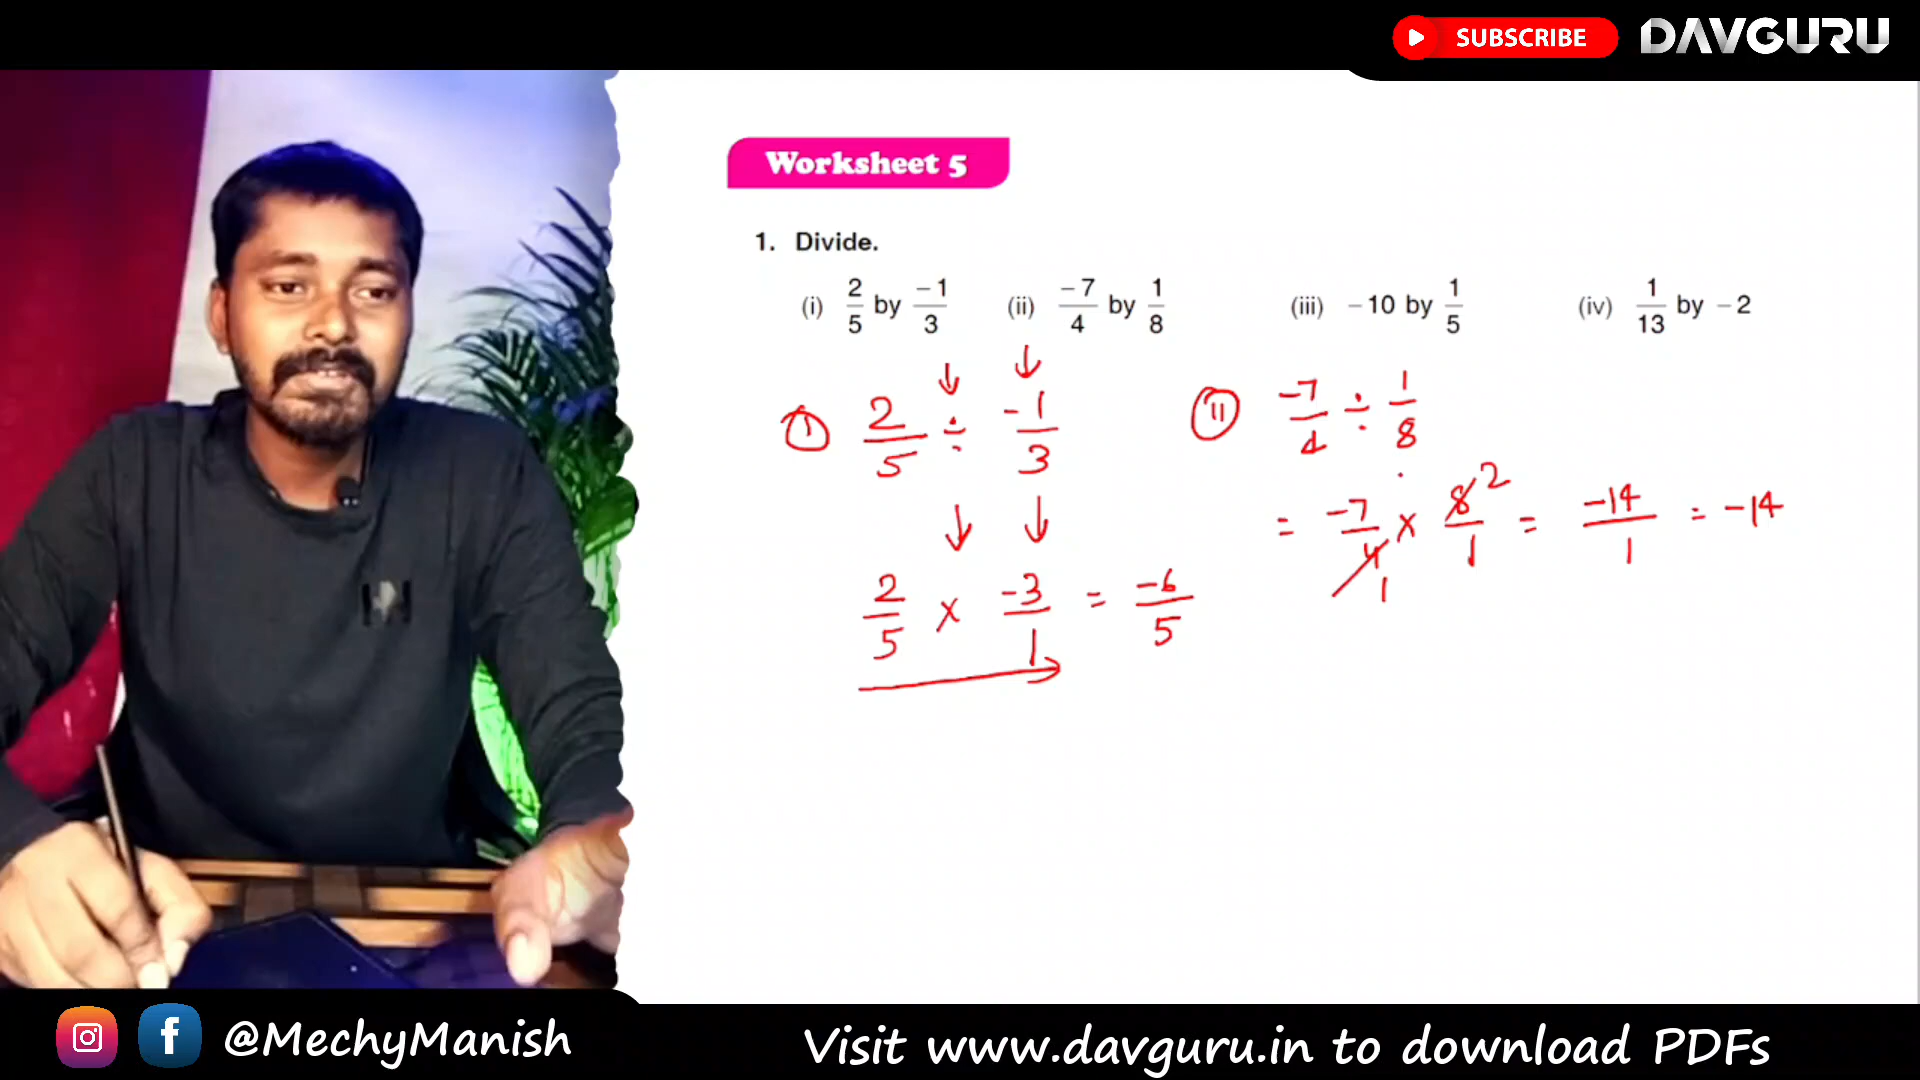 SUBSCRIBE DAVGURU
Worksheet 5
1. Divide.
(i) 2/5 by -1/3 (ii) -7/4 by 1/8 (iii) -10 by 1/5 (iv) 1/13 by -2
(I) 2/5 ÷ -1/3
2/5 × -3/1 = -6/5
(II) -7/4 ÷ 1/8
= -7/4 1 × 8/1 2 = -14/1 = -14
@MechyManish
Visit www.davguru.in to download PDFs